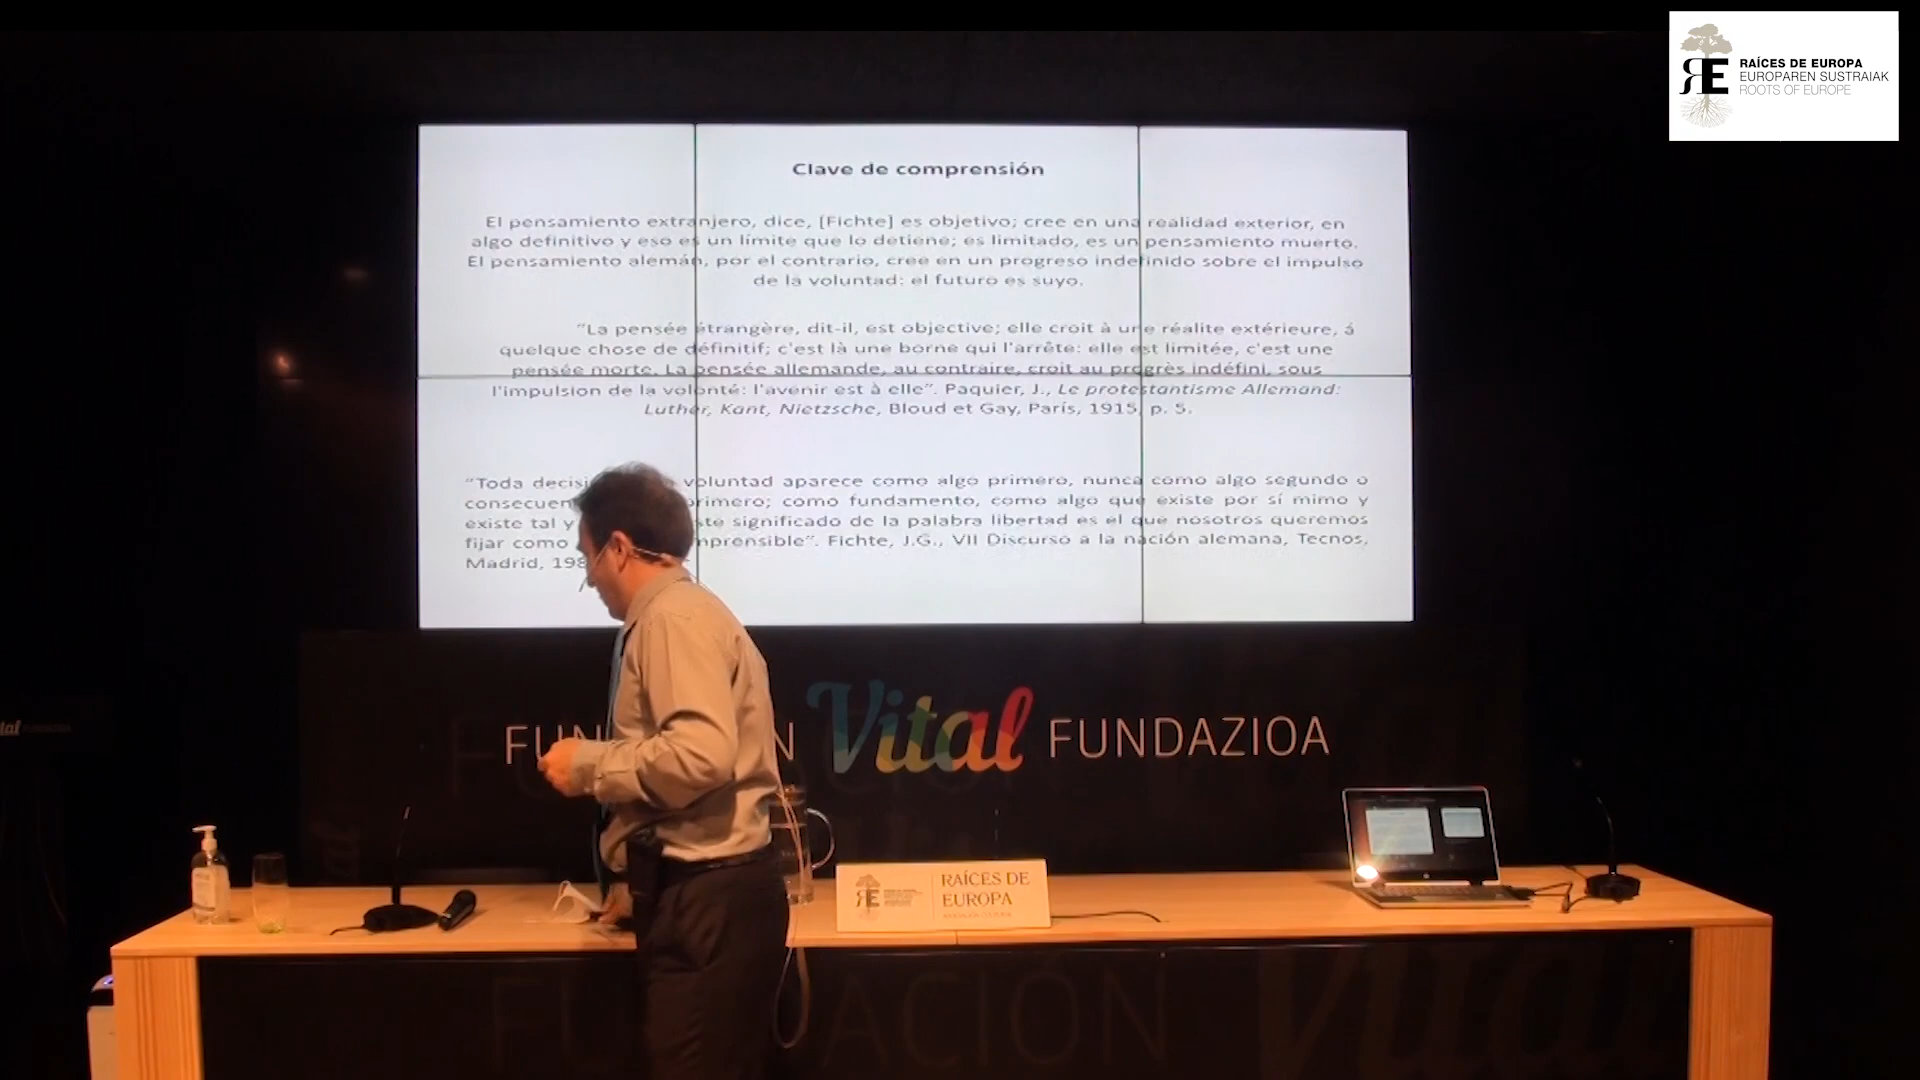 RAÍCES DE EUROPA
EUROPAREN SUSTRAIAK
ROOTS OF EUROPE
Clave de comprensión
El pensamiento extranjero, dice, [Fichte] es objetivo; cree en una realidad exterior, en
algo definitivo y eso es un límite que lo detiene; es limitado, es un pensamiento muerto.
El pensamiento alemán, por el contrario, cree en un progreso indefinido sobre el impulso
de la voluntad: el futuro es suyo.
"La pensée étrangère, dit-il, est objective; elle croit à une réalite extérieure, á
quelque chose de définitif; c'est là une borne qui l'arrête: elle est limitée, c'est une
pensée morte. La pensée allemande, au contraire, croit au progrès indéfini, sous
l'impulsion de la volonté: l'avenir est à elle". Paquier, J., Le protestantisme Allemand:
Luther, Kant, Nietzsche, Bloud et Gay, París, 1915, p. 5.
"Toda voluntad aparece como algo primero, nunca como algo segundo o
primero; como fundamento, como algo que existe por sí mimo y
existe tal y significado de la palabra libertad es el que nosotros queremos
fijar como Fichte, J.G., VII Discurso a la nación alemana, Tecnos,
Madrid,
Vital FUNDAZIOA
RAÍCES DE
EUROPA
FUNDACIÓN Vital